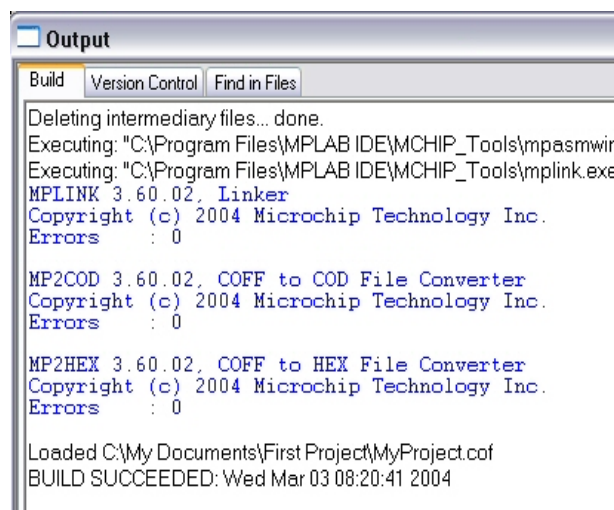 Output
Build Version Control Find in Files
Deleting intermediary files... done.
Executing: "C:\Program Files\MPLAB IDE\MCHIP_Tools\mpasmwin
Executing: "C:\Program Files\MPLAB IDE\MCHIP_Tools\mplink.exe
MPLINK 3.60.02, Linker
Copyright (c) 2004 Microchip Technology Inc.
Errors    : 0
MP2COD 3.60.02, COFF to COD File Converter
Copyright (c) 2004 Microchip Technology Inc.
Errors    : 0
MP2HEX 3.60.02, COFF to HEX File Converter
Copyright (c) 2004 Microchip Technology Inc.
Errors    : 0
Loaded C:\My Documents\First Project\MyProject.cof
BUILD SUCCEEDED: Wed Mar 03 08:20:41 2004